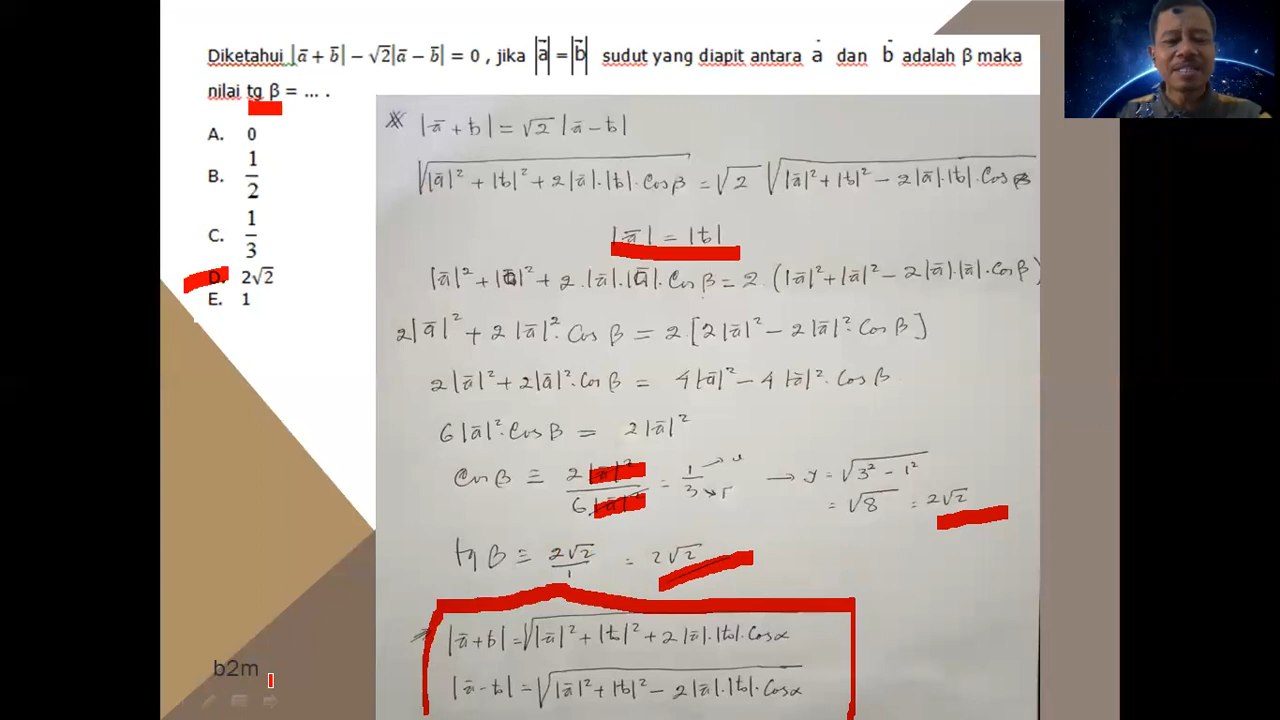 Diketahui |ā + b̄| − √2|ā − b̄| = 0 , jika |ā| = |b̄| sudut yang diapit antara a dan b adalah β maka
nilai tg β = ... .
A. 0
B. 1/2
C. 1/3
D. 2√2
E. 1
|ā + b| = √2 |ā − b|
√(|ā|² + |b|² + 2|ā|.|b|. Cos β) = √2 √(|ā|² + |b|² − 2|ā|.|b|. Cos β)
|ā| = |b|
|ā|² + |ā|² + 2.|ā|.|ā|. Cos β = 2. (|ā|² + |ā|² − 2|ā|.|ā|. Cos β)
2|ā|² + 2|ā|². Cos β = 2 [2|ā|² − 2|ā|². Cos β]
2|ā|² + 2|ā|². Cos β = 4|ā|² − 4|ā|². Cos β
6|ā|². Cos β = 2|ā|²
Cos β = 2|ā|²/6|ā|² = 1/3 → y = √(3² − 1²)
= √8 = 2√2
tg β = 2√2/1 = 2√2
|ā + b| = √(|ā|² + |b|² + 2|ā|.|b|. Cos α)
|ā − b| = √(|ā|² + |b|² − 2|ā|.|b|. Cos α)
b2m